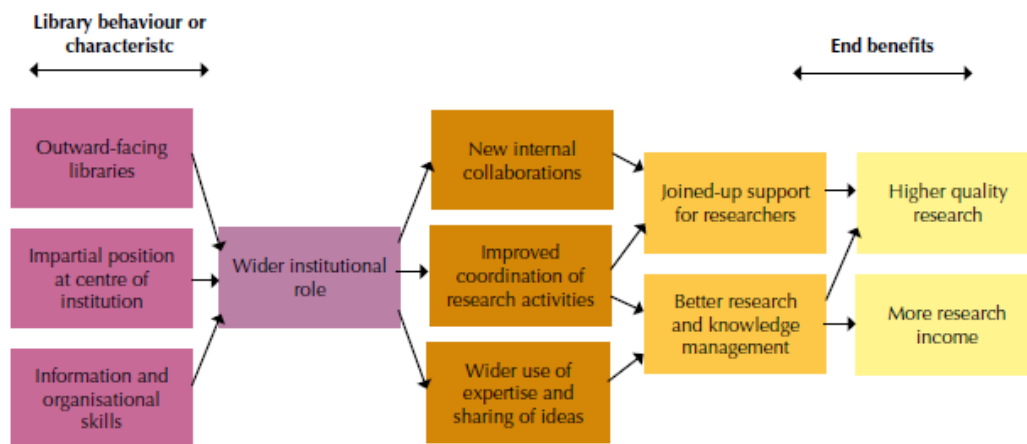 Library behaviour or
characteristc
End benefits
Outward-facing
libraries
Impartial position
at centre of
institution
Information and
organisational
skills
Wider institutional
role
New internal
collaborations
Improved
coordination of
research activities
Wider use of
expertise and
sharing of ideas
Joined-up support
for researchers
Better research
and knowledge
management
Higher quality
research
More research
income